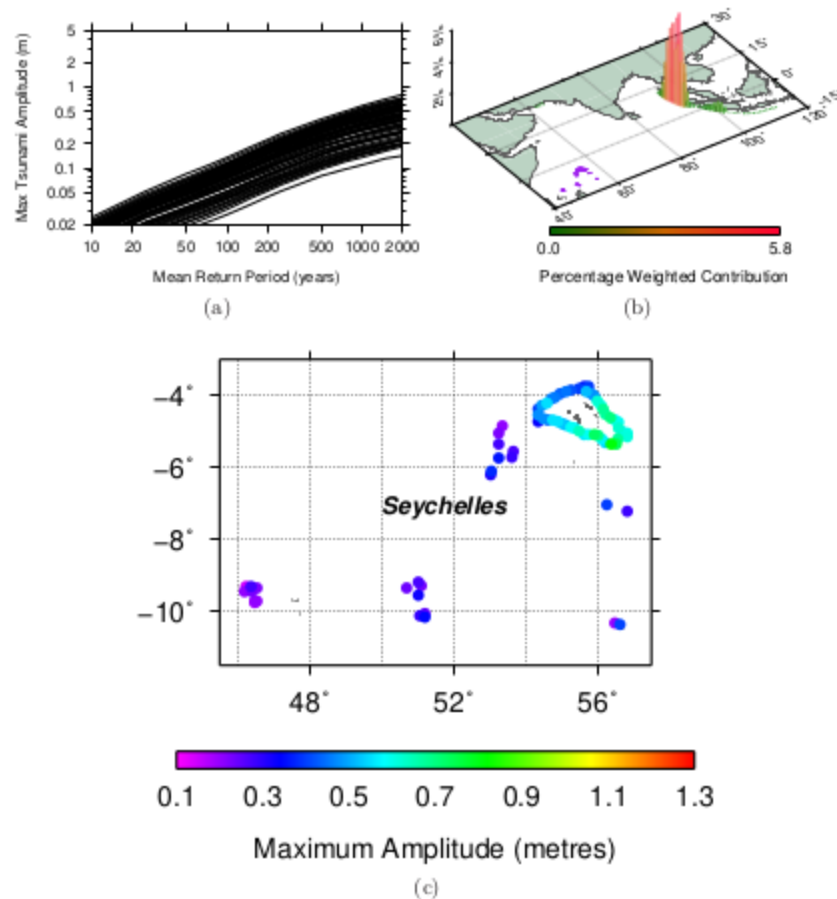 Max Tsunami Amplitude (m)
5
2
1
0.5
0.2
0.1
0.05
0.02
10 20 50 100 200 500 1000 2000
Mean Return Period (years)
(a)
6%
4%
2%
30°
15°
0°
-15°
120°
100°
80°
60°
40°
0.0 5.8
Percentage Weighted Contribution
(b)
−4°
−6°
−8°
−10°
Seychelles
48° 52° 56°
0.1 0.3 0.5 0.7 0.9 1.1 1.3
Maximum Amplitude (metres)
(c)